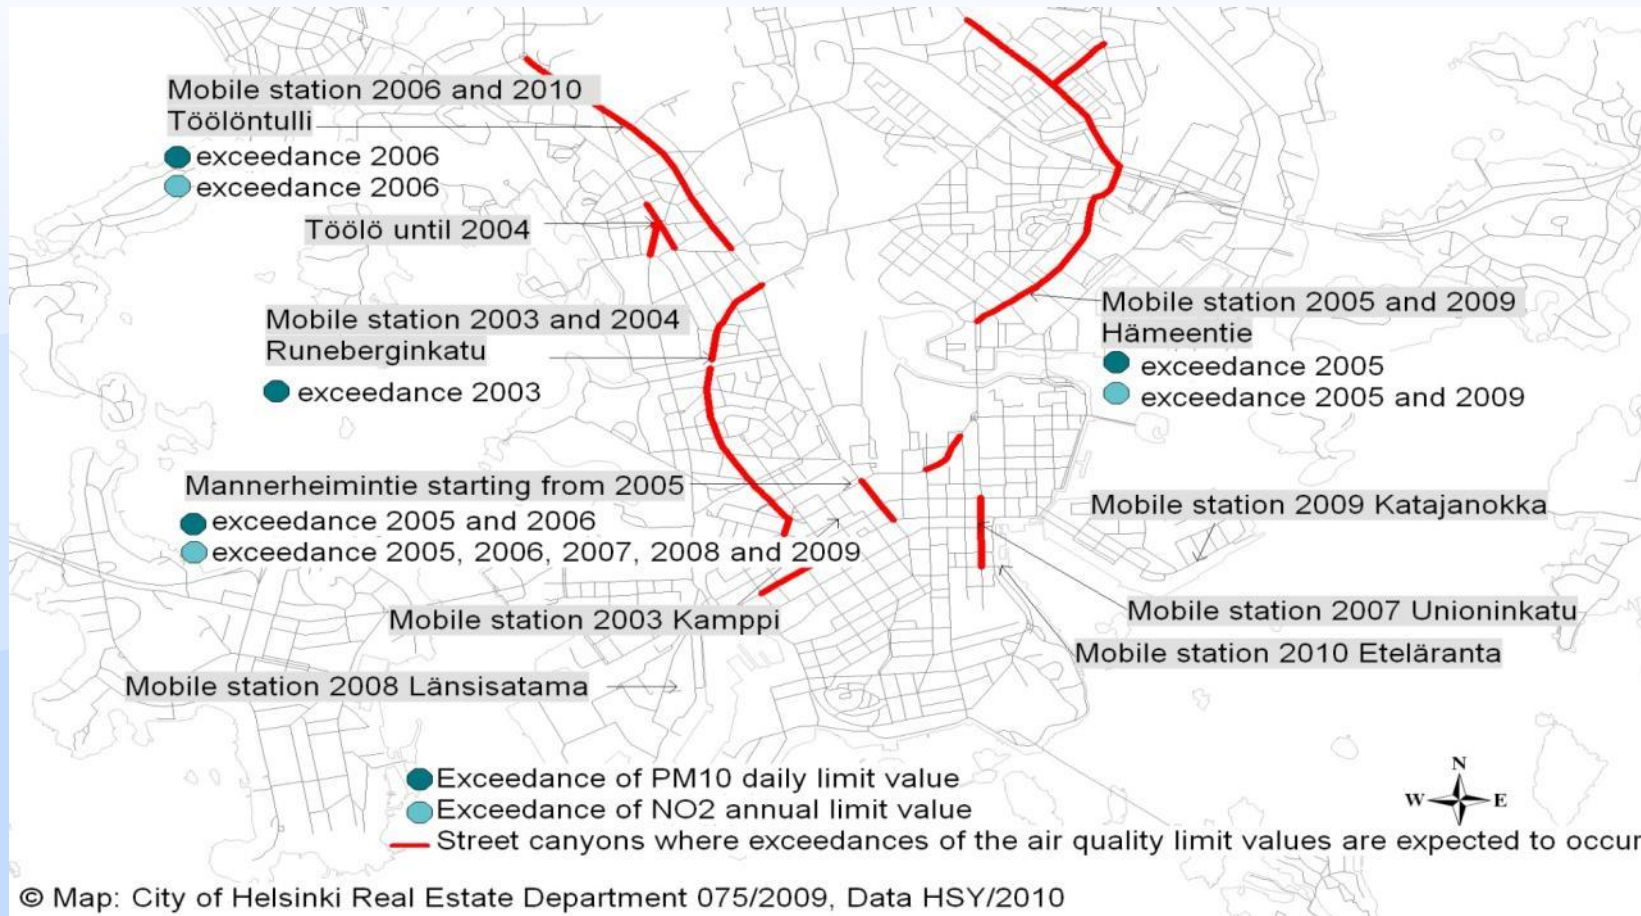 Mobile station 2006 and 2010
Töölöntulli
exceedance 2006
exceedance 2006
Töölö until 2004
Mobile station 2003 and 2004
Runeberginkatu
exceedance 2003
Mobile station 2005 and 2009
Hämeentie
exceedance 2005
exceedance 2005 and 2009
Mannerheimintie starting from 2005
exceedance 2005 and 2006
exceedance 2005, 2006, 2007, 2008 and 2009
Mobile station 2009 Katajanokka
Mobile station 2003 Kamppi
Mobile station 2007 Unioninkatu
Mobile station 2010 Eteläranta
Mobile station 2008 Länsisatama
Exceedance of PM10 daily limit value
Exceedance of NO2 annual limit value
Street canyons where exceedances of the air quality limit values are expected to occur
N
W E
S
© Map: City of Helsinki Real Estate Department 075/2009, Data HSY/2010